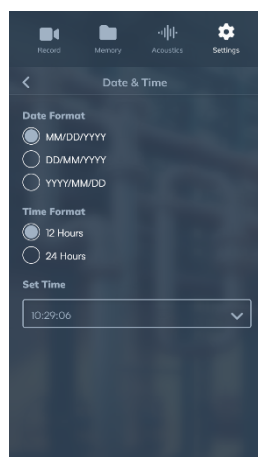 Record Memory Acoustics Settings
Date & Time
Date Format
MM/DD/YYYY
DD/MM/YYYY
YYYY/MM/DD
Time Format
12 Hours
24 Hours
Set Time
10:29:06